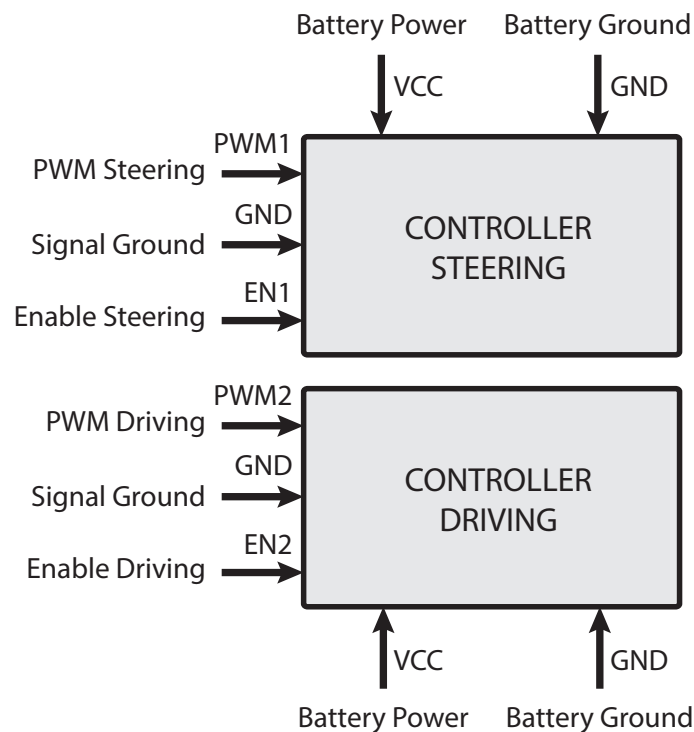 Battery Power Battery Ground
VCC GND
PWM1
PWM Steering
GND
Signal Ground
EN1
Enable Steering
CONTROLLER
STEERING
PWM2
PWM Driving
GND
Signal Ground
EN2
Enable Driving
CONTROLLER
DRIVING
VCC GND
Battery Power Battery Ground